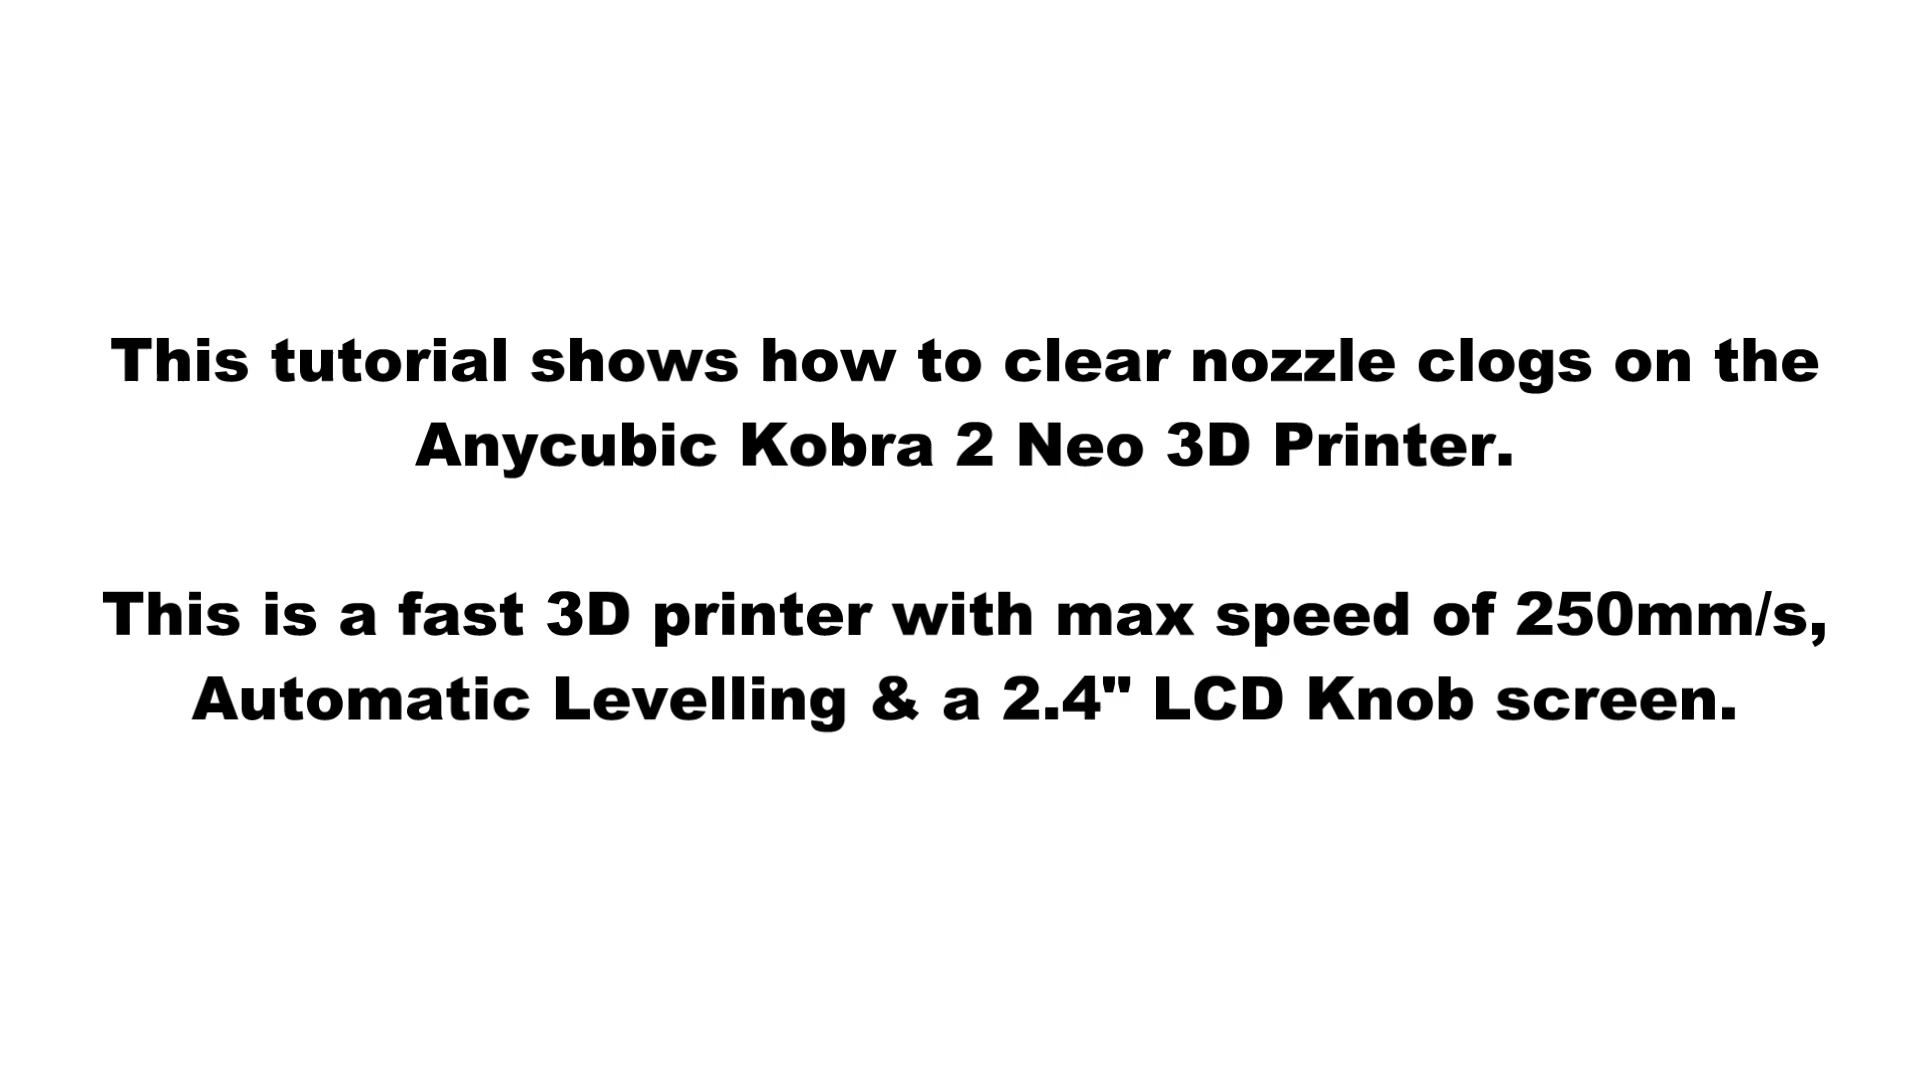 This tutorial shows how to clear nozzle clogs on the
Anycubic Kobra 2 Neo 3D Printer.
This is a fast 3D printer with max speed of 250mm/s,
Automatic Levelling & a 2.4" LCD Knob screen.